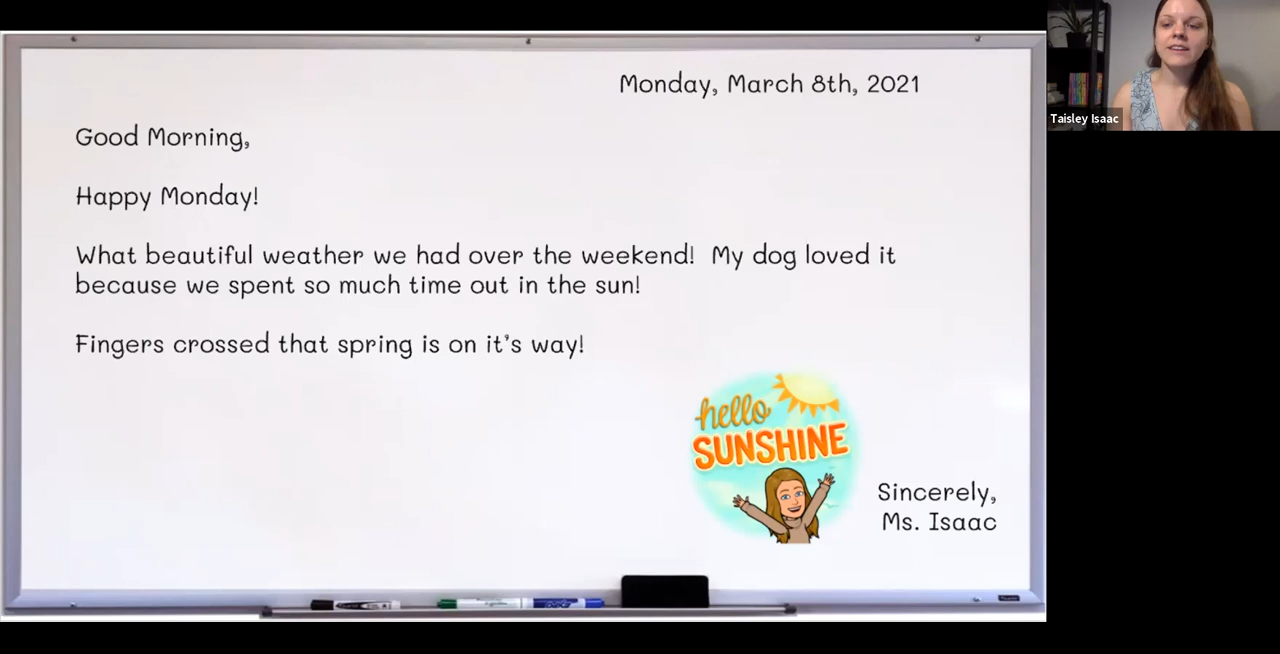 Monday, March 8th, 2021
Taisley Isaac
Good Morning,
Happy Monday!
What beautiful weather we had over the weekend!  My dog loved it
because we spent so much time out in the sun!
Fingers crossed that spring is on it's way!
hello
SUNSHINE
Sincerely,
Ms. Isaac